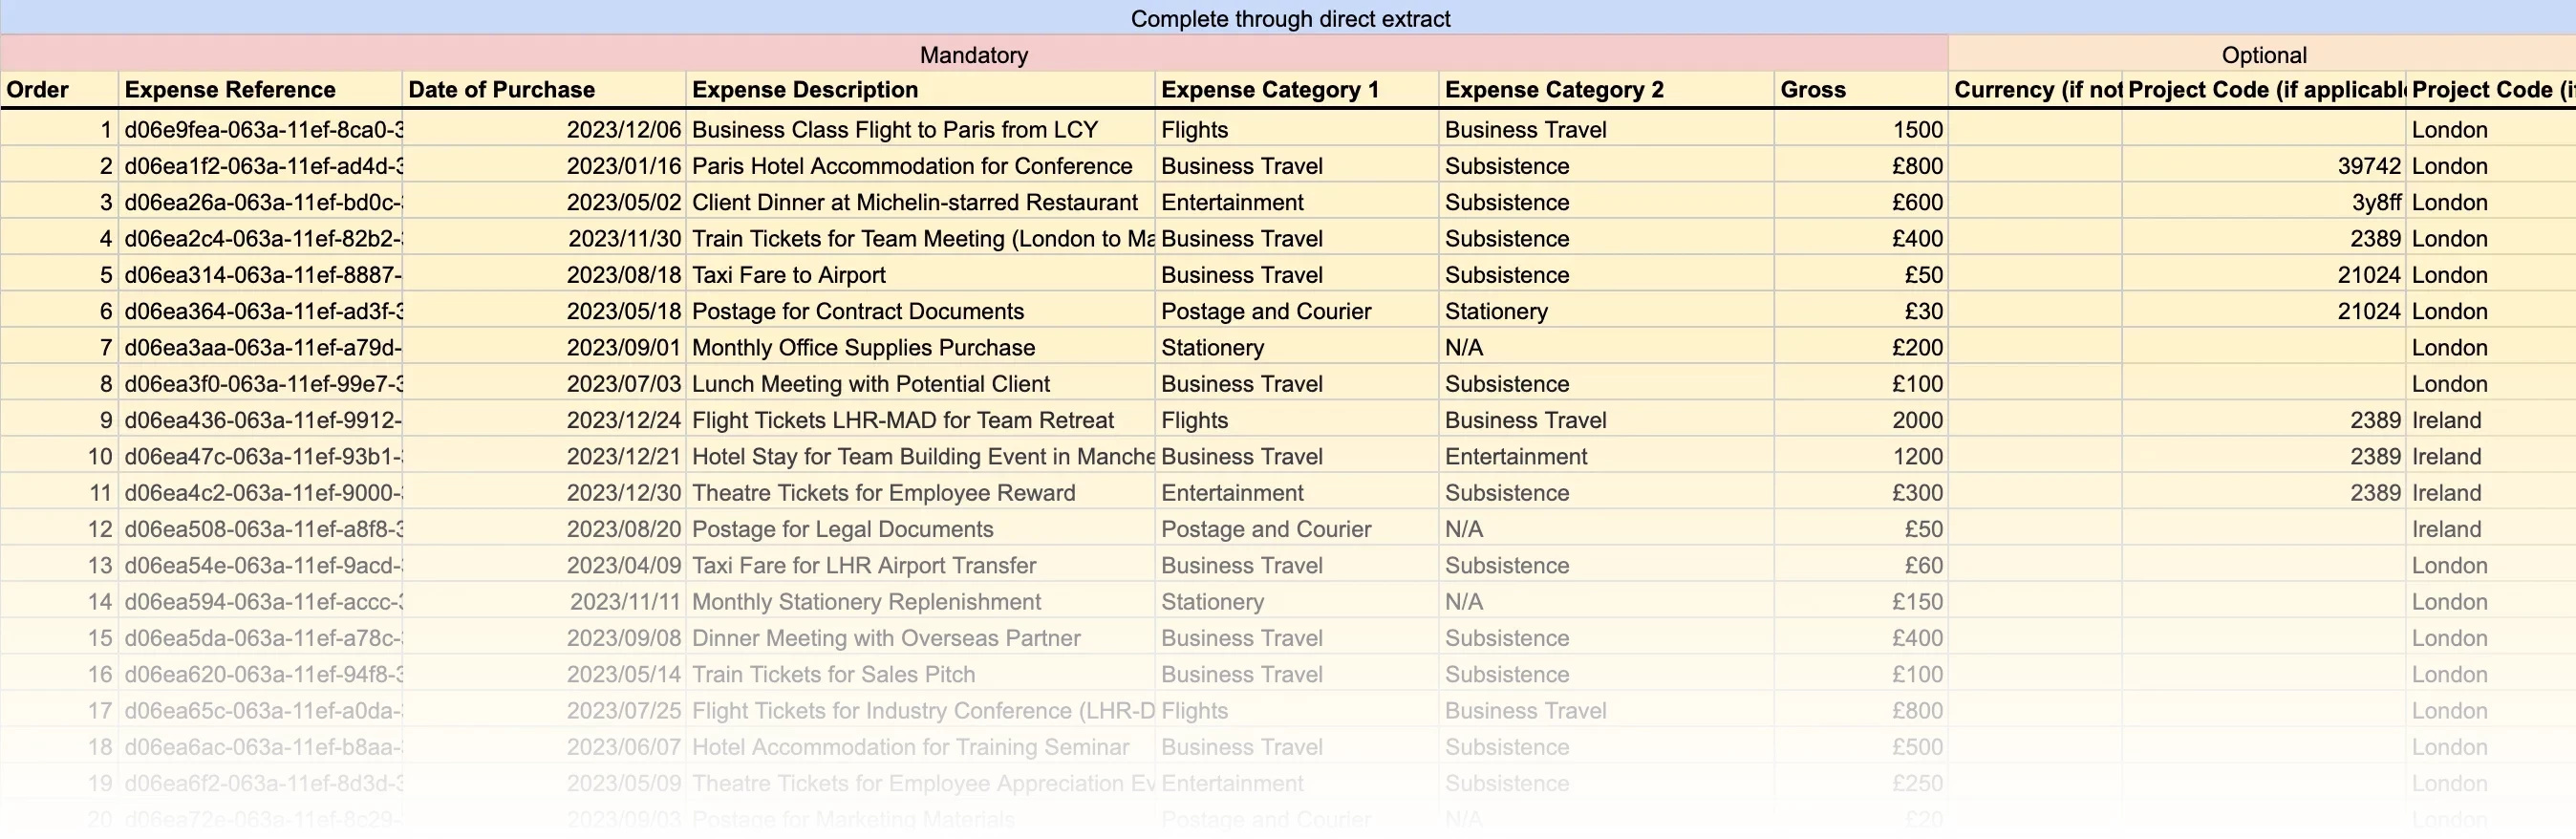 Complete through direct extract
Mandatory Optional
Order Expense Reference Date of Purchase Expense Description Expense Category 1 Expense Category 2 Gross Currency (if not Project Code (if applicabl Project Code (if
1 d06e9fea-063a-11ef-8ca0-3 2023/12/06 Business Class Flight to Paris from LCY Flights Business Travel 1500 London
2 d06ea1f2-063a-11ef-ad4d-3 2023/01/16 Paris Hotel Accommodation for Conference Business Travel Subsistence £800 39742 London
3 d06ea26a-063a-11ef-bd0c- 2023/05/02 Client Dinner at Michelin-starred Restaurant Entertainment Subsistence £600 3y8ff London
4 d06ea2c4-063a-11ef-82b2- 2023/11/30 Train Tickets for Team Meeting (London to Ma Business Travel Subsistence £400 2389 London
5 d06ea314-063a-11ef-8887- 2023/08/18 Taxi Fare to Airport Business Travel Subsistence £50 21024 London
6 d06ea364-063a-11ef-ad3f-3 2023/05/18 Postage for Contract Documents Postage and Courier Stationery £30 21024 London
7 d06ea3aa-063a-11ef-a79d- 2023/09/01 Monthly Office Supplies Purchase Stationery N/A £200 London
8 d06ea3f0-063a-11ef-99e7-3 2023/07/03 Lunch Meeting with Potential Client Business Travel Subsistence £100 London
9 d06ea436-063a-11ef-9912- 2023/12/24 Flight Tickets LHR-MAD for Team Retreat Flights Business Travel 2000 2389 Ireland
10 d06ea47c-063a-11ef-93b1- 2023/12/21 Hotel Stay for Team Building Event in Manche Business Travel Entertainment 1200 2389 Ireland
11 d06ea4c2-063a-11ef-9000- 2023/12/30 Theatre Tickets for Employee Reward Entertainment Subsistence £300 2389 Ireland
12 d06ea508-063a-11ef-a8f8-3 2023/08/20 Postage for Legal Documents Postage and Courier N/A £50 Ireland
13 d06ea54e-063a-11ef-9acd- 2023/04/09 Taxi Fare for LHR Airport Transfer Business Travel Subsistence £60 London
14 d06ea594-063a-11ef-accc-3 2023/11/11 Monthly Stationery Replenishment Stationery N/A £150 London
15 d06ea5da-063a-11ef-a78c- 2023/09/08 Dinner Meeting with Overseas Partner Business Travel Subsistence £400 London
16 d06ea620-063a-11ef-94f8-3 2023/05/14 Train Tickets for Sales Pitch Business Travel Subsistence £100 London
17 d06ea65c-063a-11ef-a0da- 2023/07/25 Flight Tickets for Industry Conference (LHR-D Flights Business Travel £800 London
18 d06ea6ac-063a-11ef-b8aa- 2023/06/07 Hotel Accommodation for Training Seminar Business Travel Subsistence £500 London
19 d06ea6f2-063a-11ef-8d3d-3 2023/05/09 Theatre Tickets for Employee Appreciation Ev Entertainment Subsistence £250 London
20 d06ea72e-063a-11ef-8c29- 2023/09/03 Postage for Marketing Materials Postage and Courier N/A £20 London